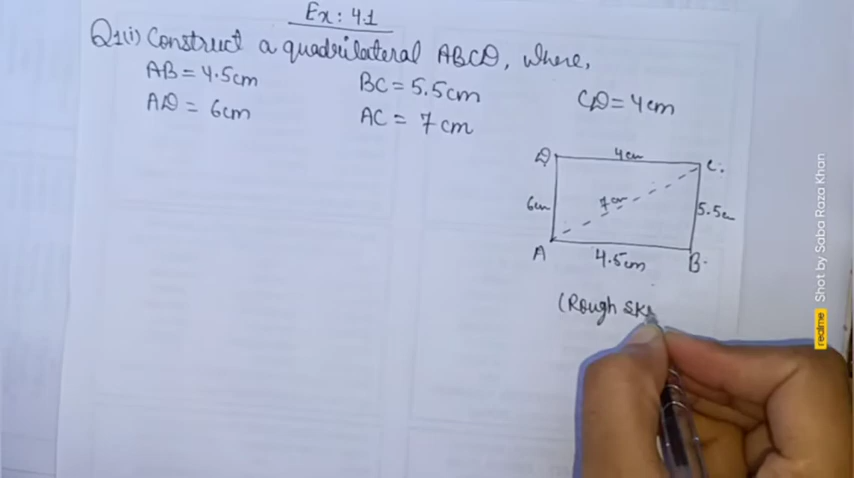 Ex: 4.1
Q1(i) Construct a quadrilateral ABCD, where,
AB = 4.5cm BC = 5.5cm CD = 4cm
AD = 6cm AC = 7cm
D 4cm C.
6cm 7cm 5.5cm
A 4.5cm B.
(Rough Ske
realme Shot by Saba Raza Khan